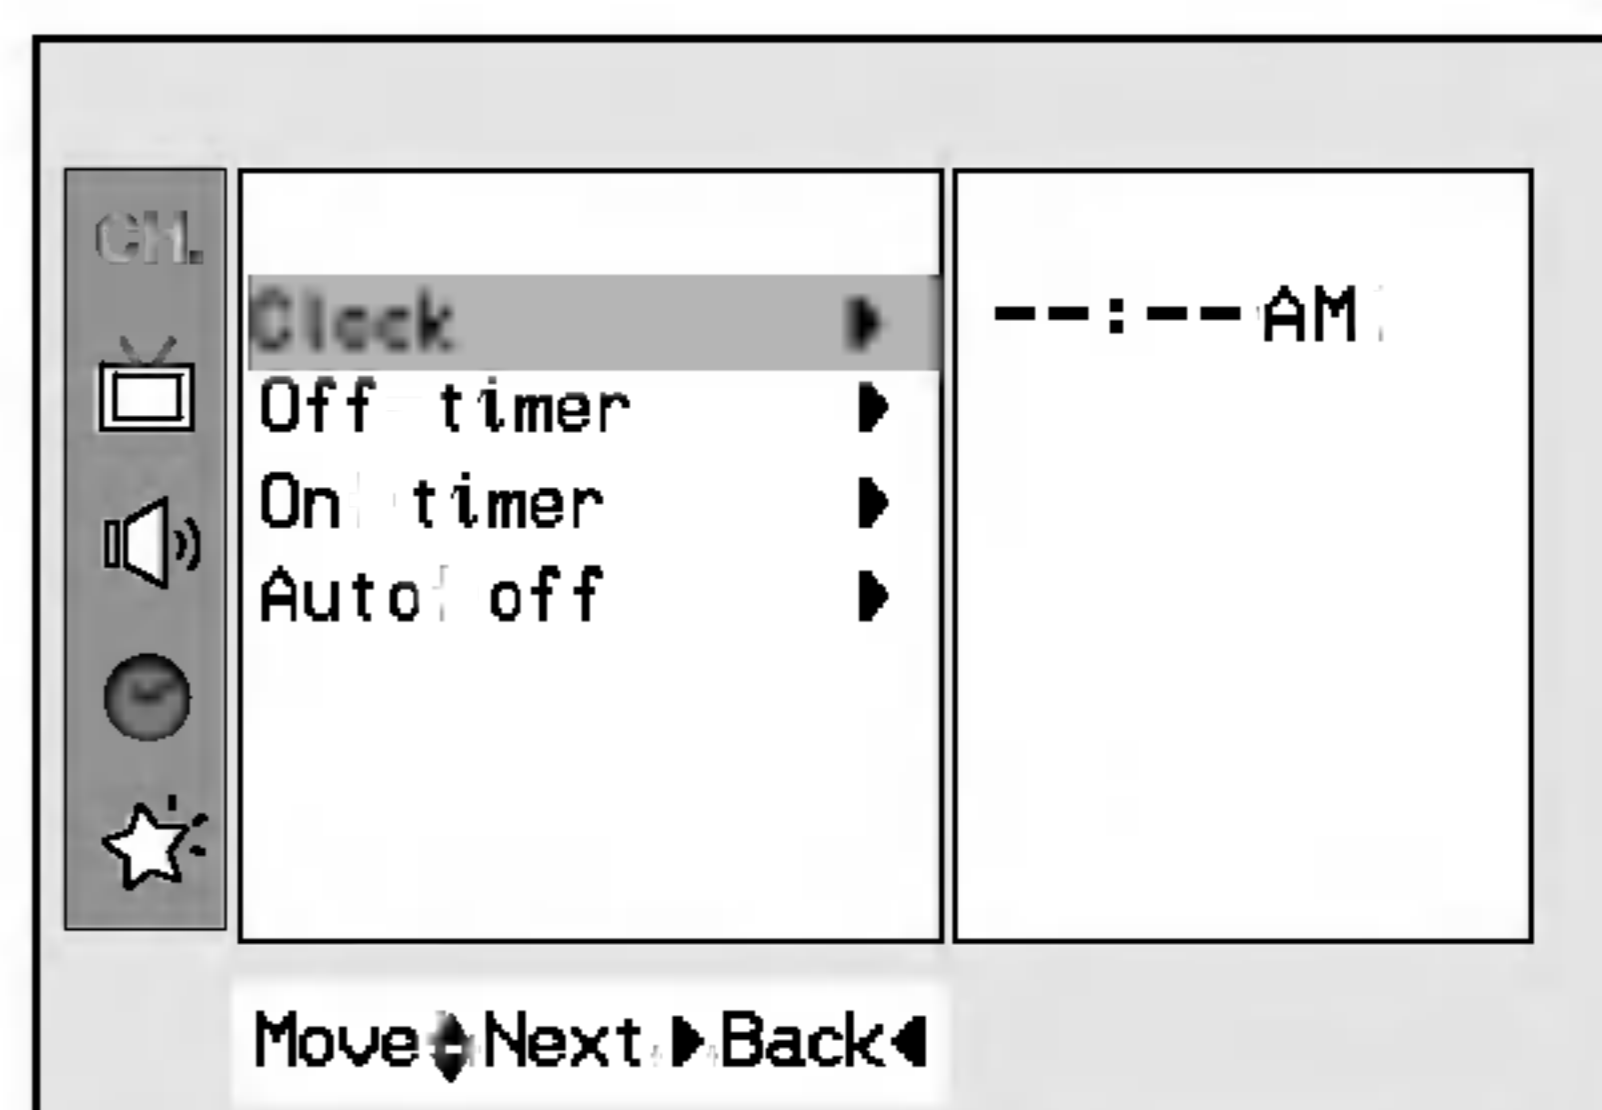 CH.
Clock ▶ --:--AM
Off timer ▶
On timer ▶
Auto off ▶
Move Next ▶ Back ◀